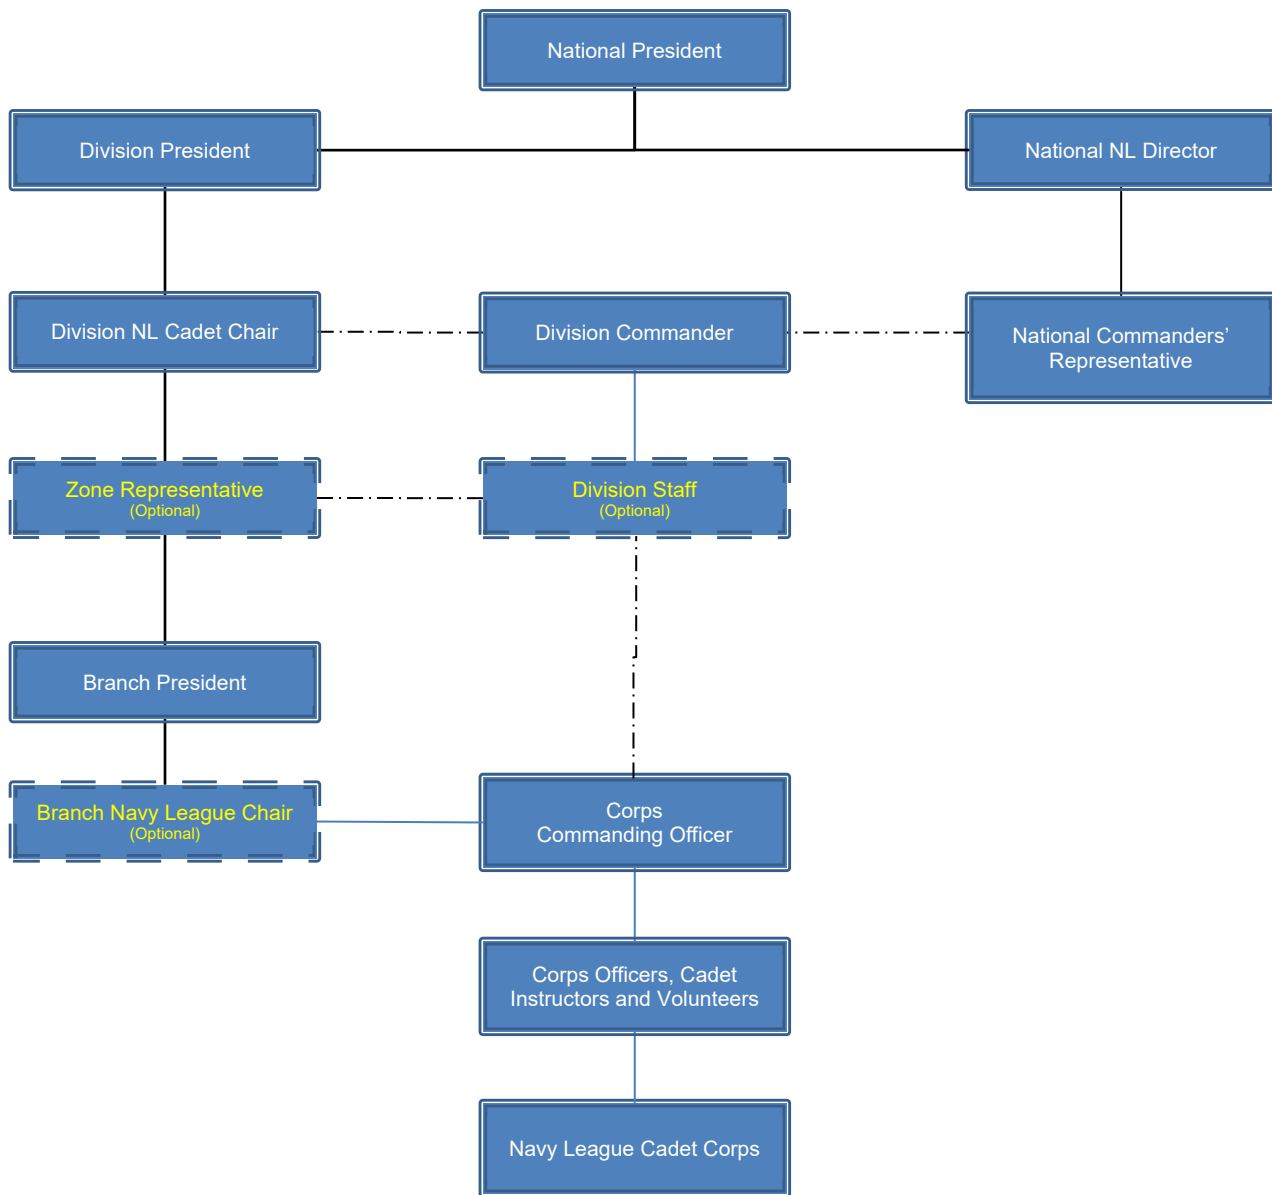 National President
Division President
National NL Director
Division NL Cadet Chair
Division Commander
National Commanders’
Representative
Zone Representative
(Optional)
Division Staff
(Optional)
Branch President
Branch Navy League Chair
(Optional)
Corps
Commanding Officer
Corps Officers, Cadet
Instructors and Volunteers
Navy League Cadet Corps